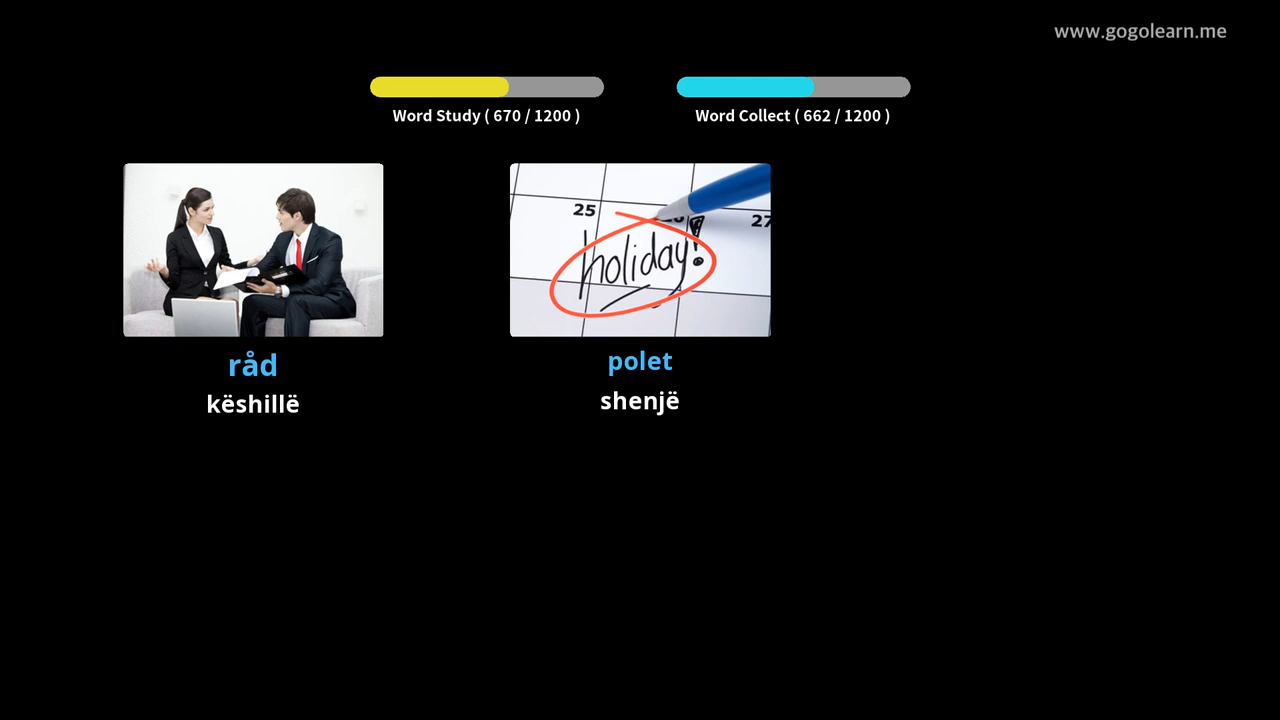 www.gogolearn.me
Word Study ( 670 / 1200 )
Word Collect ( 662 / 1200 )
25
27
holiday!
råd
polet
këshillë
shenjë